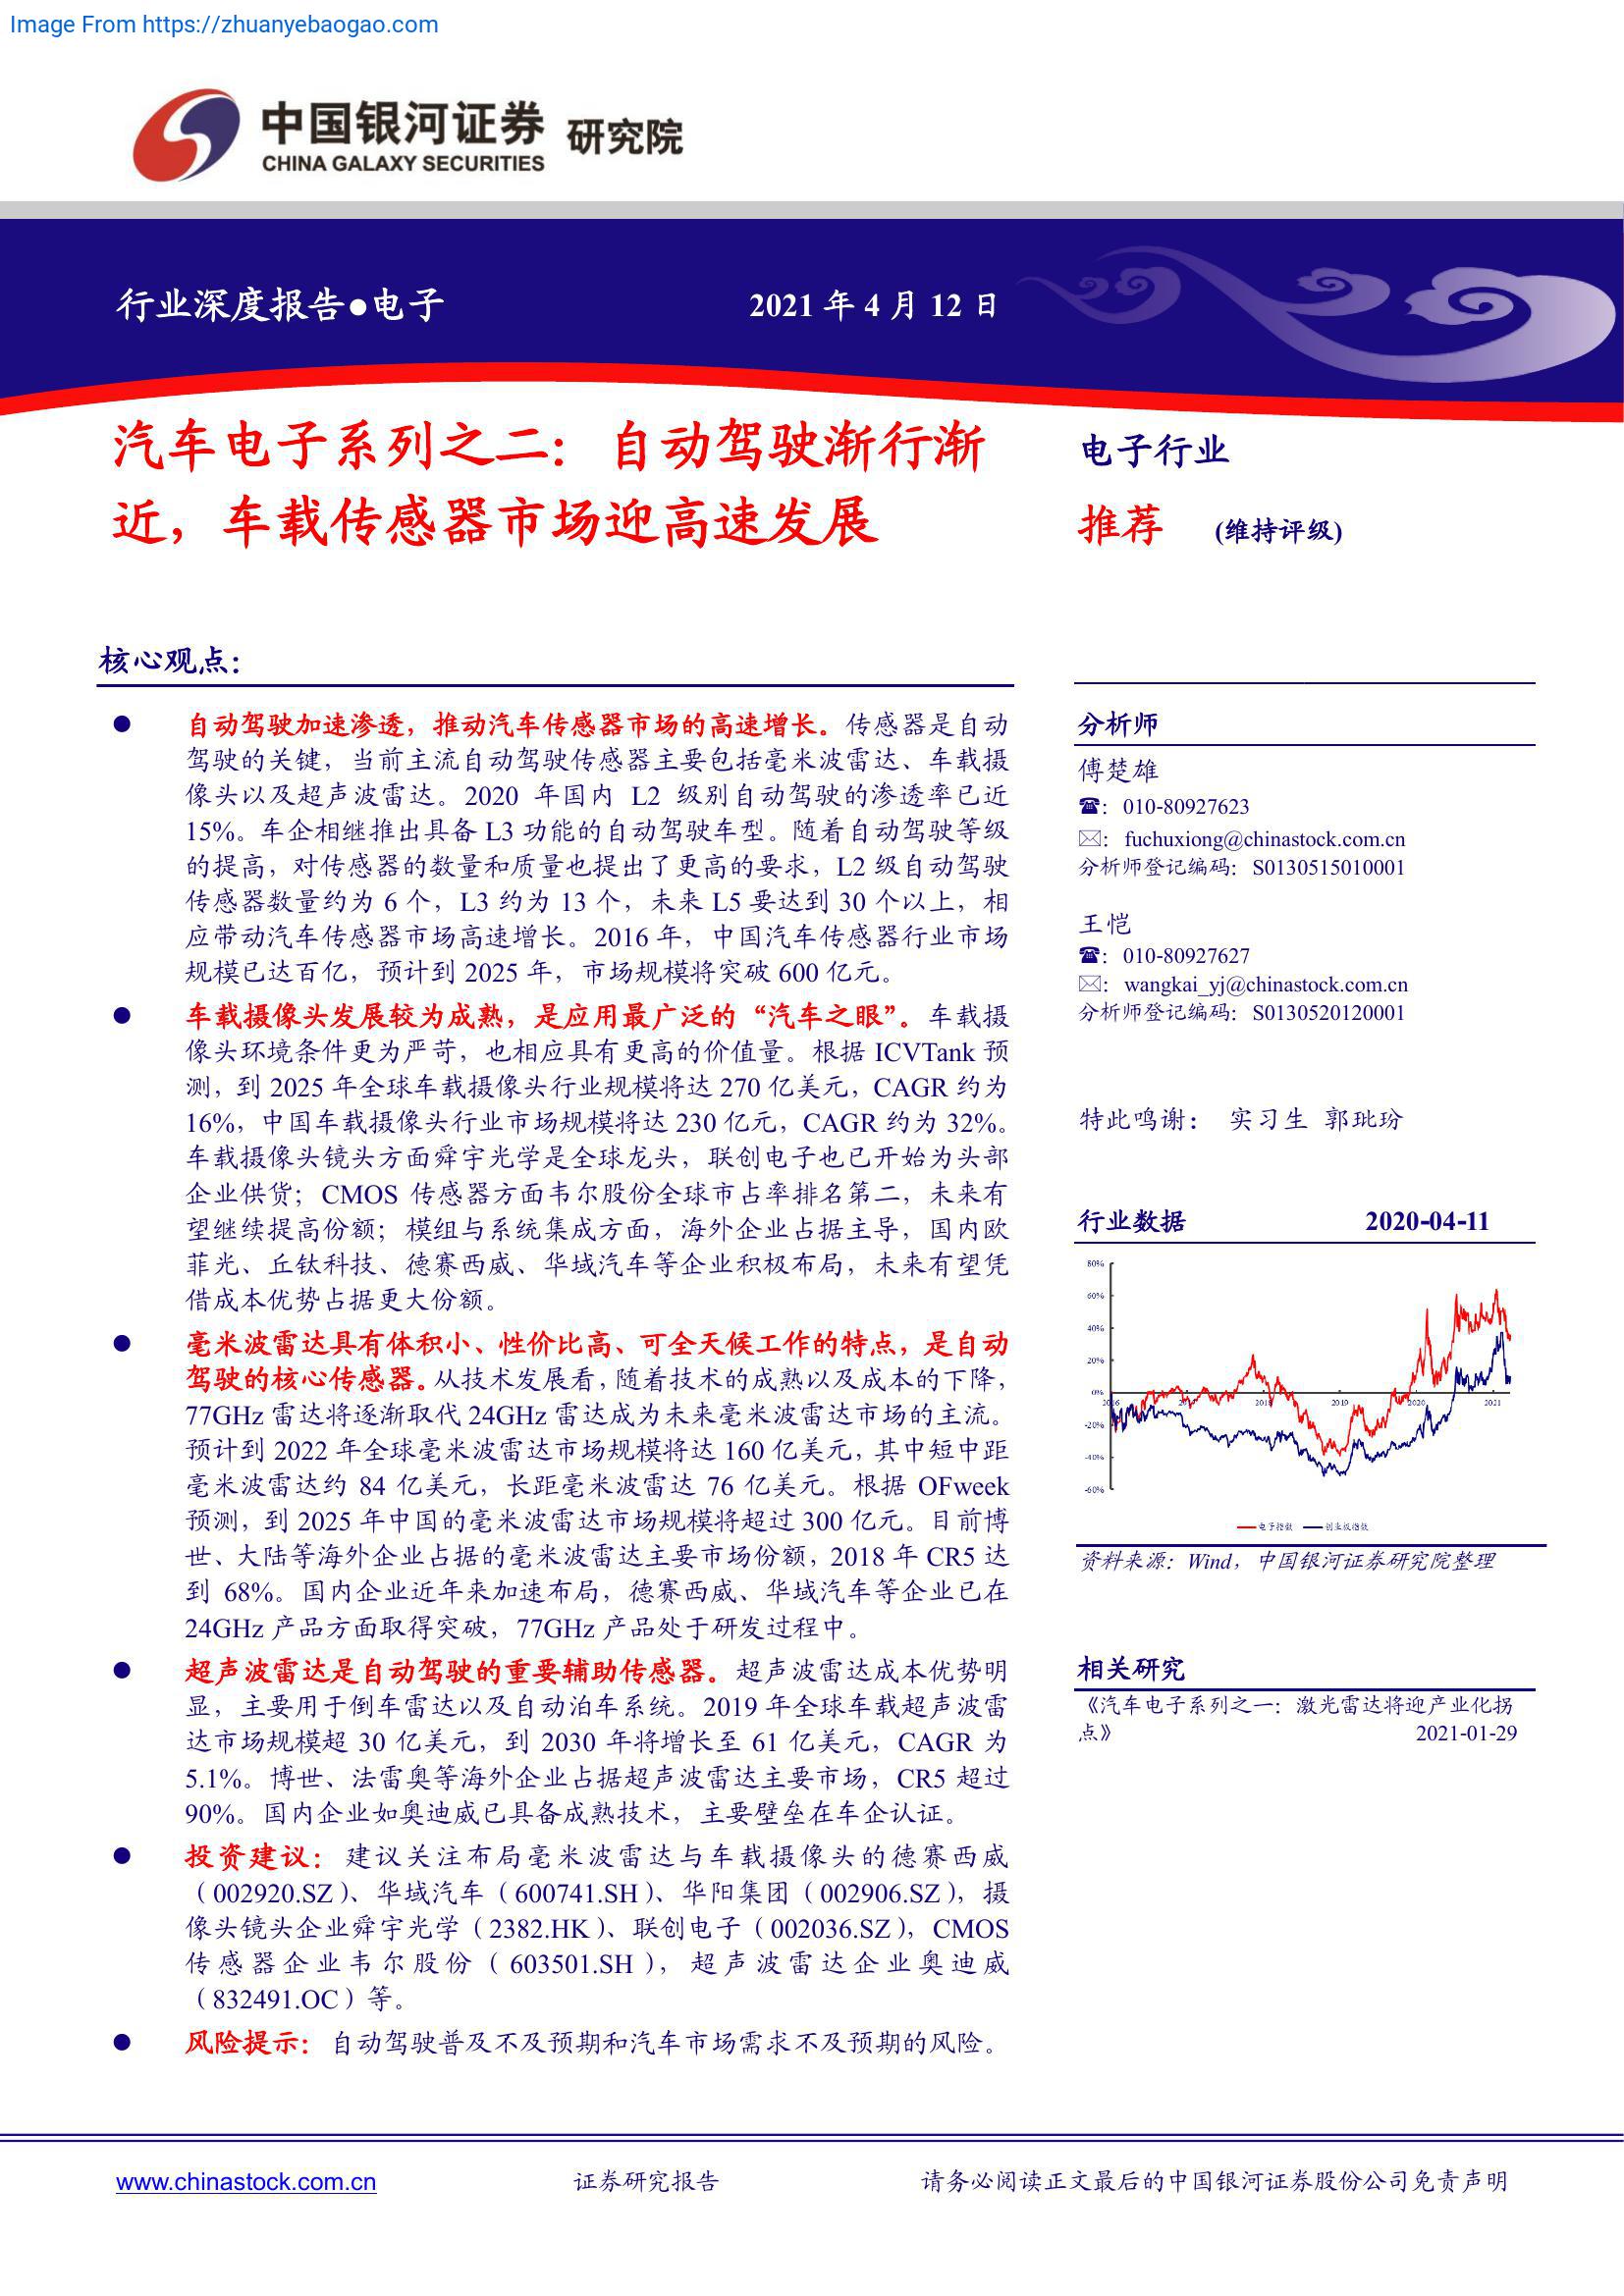 Image From https://zhuanyebaogao.com
中国银河证券 研究院
CHINA GALAXY SECURITIES
行业深度报告●电子
2021 年 4 月 12 日
汽车电子系列之二：自动驾驶渐行渐
近，车载传感器市场迎高速发展
电子行业
推荐 (维持评级)
核心观点：
● 自动驾驶加速渗透，推动汽车传感器市场的高速增长。传感器是自动
驾驶的关键，当前主流自动驾驶传感器主要包括毫米波雷达、车载摄
像头以及超声波雷达。2020 年国内 L2 级别自动驾驶的渗透率已近
15%。车企相继推出具备 L3 功能的自动驾驶车型。随着自动驾驶等级
的提高，对传感器的数量和质量也提出了更高的要求，L2 级自动驾驶
传感器数量约为 6 个，L3 约为 13 个，未来 L5 要达到 30 个以上，相
应带动汽车传感器市场高速增长。2016 年，中国汽车传感器行业市场
规模已达百亿，预计到 2025 年，市场规模将突破 600 亿元。
● 车载摄像头发展较为成熟，是应用最广泛的“汽车之眼”。车载摄
像头环境条件更为严苛，也相应具有更高的价值量。根据 ICVTank 预
测，到 2025 年全球车载摄像头行业规模将达 270 亿美元，CAGR 约为
16%，中国车载摄像头行业市场规模将达 230 亿元，CAGR 约为 32%。
车载摄像头镜头方面舜宇光学是全球龙头，联创电子也已开始为头部
企业供货；CMOS 传感器方面韦尔股份全球市占率排名第二，未来有
望继续提高份额；模组与系统集成方面，海外企业占据主导，国内欧
菲光、丘钛科技、德赛西威、华域汽车等企业积极布局，未来有望凭
借成本优势占据更大份额。
● 毫米波雷达具有体积小、性价比高、可全天候工作的特点，是自动
驾驶的核心传感器。从技术发展看，随着技术的成熟以及成本的下降，
77GHz 雷达将逐渐取代 24GHz 雷达成为未来毫米波雷达市场的主流。
预计到 2022 年全球毫米波雷达市场规模将达 160 亿美元，其中短中距
毫米波雷达约 84 亿美元，长距毫米波雷达 76 亿美元。根据 OFweek
预测，到 2025 年中国的毫米波雷达市场规模将超过 300 亿元。目前博
世、大陆等海外企业占据的毫米波雷达主要市场份额，2018 年 CR5 达
到 68%。国内企业近年来加速布局，德赛西威、华域汽车等企业已在
24GHz 产品方面取得突破，77GHz 产品处于研发过程中。
● 超声波雷达是自动驾驶的重要辅助传感器。超声波雷达成本优势明
显，主要用于倒车雷达以及自动泊车系统。2019 年全球车载超声波雷
达市场规模超 30 亿美元，到 2030 年将增长至 61 亿美元，CAGR 为
5.1%。博世、法雷奥等海外企业占据超声波雷达主要市场，CR5 超过
90%。国内企业如奥迪威已具备成熟技术，主要壁垒在车企认证。
● 投资建议：建议关注布局毫米波雷达与车载摄像头的德赛西威
（002920.SZ）、华域汽车（600741.SH）、华阳集团（002906.SZ），摄
像头镜头企业舜宇光学（2382.HK）、联创电子（002036.SZ），CMOS
传感器企业韦尔股份（603501.SH），超声波雷达企业奥迪威
（832491.OC）等。
● 风险提示：自动驾驶普及不及预期和汽车市场需求不及预期的风险。
分析师
傅楚雄
☎：010-80927623
✉：fuchuxiong@chinastock.com.cn
分析师登记编码：S0130515010001
王恺
☎：010-80927627
✉：wangkai_yj@chinastock.com.cn
分析师登记编码：S0130520120001
特此鸣谢： 实习生 郭玭玢
行业数据 2020-04-11
80%
60%
40%
20%
0%
-20%
-40%
-60%
2016 2017 2018 2019 2020 2021
电子指数 创业板指数
资料来源：Wind，中国银河证券研究院整理
相关研究
《汽车电子系列之一：激光雷达将迎产业化拐
点》 2021-01-29
www.chinastock.com.cn
证券研究报告
请务必阅读正文最后的中国银河证券股份公司免责声明